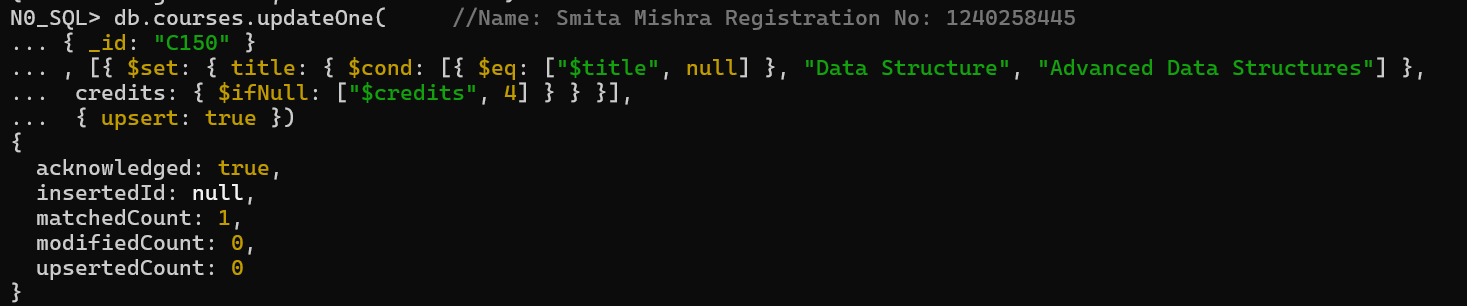 N0_SQL> db.courses.updateOne(     //Name: Smita Mishra Registration No: 1240258445
... { _id: "C150" }
... , [{ $set: { title: { $cond: [{ $eq: ["$title", null] }, "Data Structure", "Advanced Data Structures"] },
...  credits: { $ifNull: ["$credits", 4] } } }],
...  { upsert: true })
{
  acknowledged: true,
  insertedId: null,
  matchedCount: 1,
  modifiedCount: 0,
  upsertedCount: 0
}